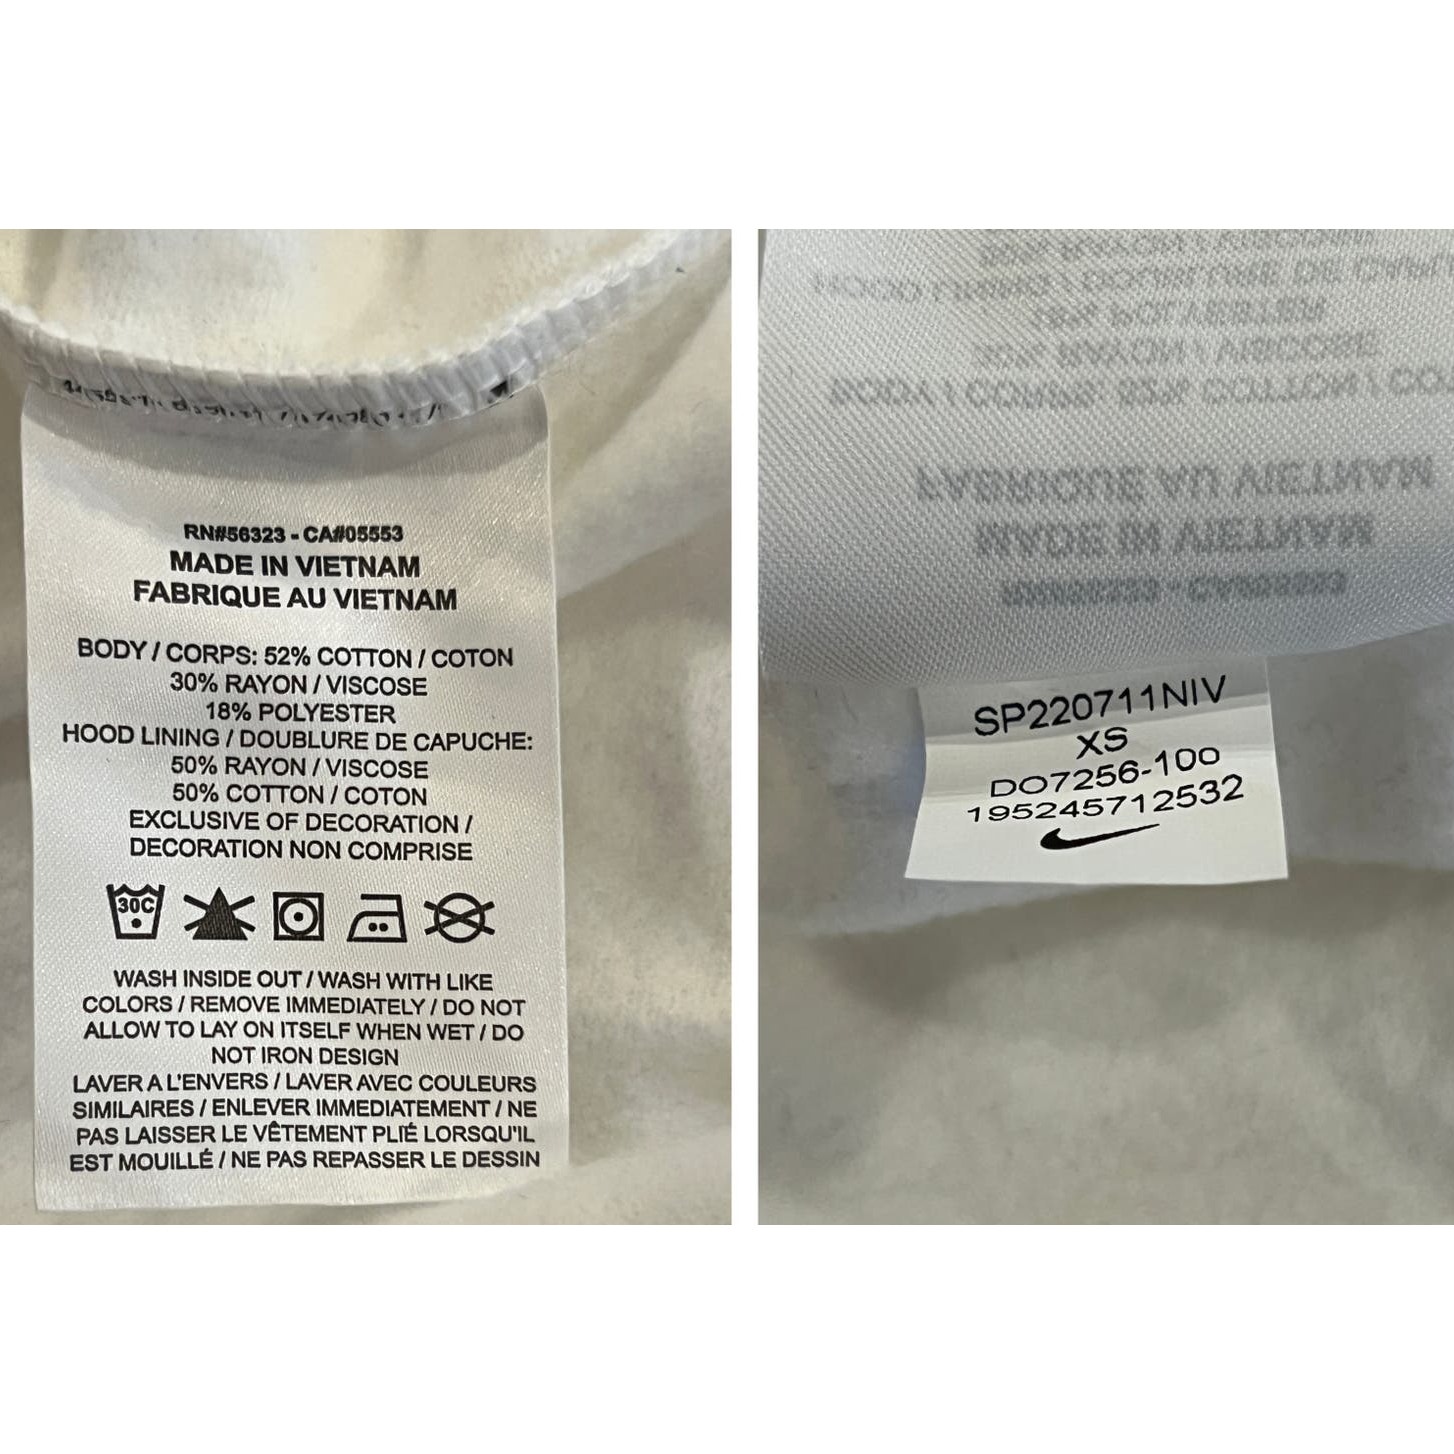 RN#56323 - CA#05553
MADE IN VIETNAM
FABRIQUE AU VIETNAM
BODY / CORPS: 52% COTTON / COTON
30% RAYON / VISCOSE
18% POLYESTER
HOOD LINING / DOUBLURE DE CAPUCHE:
50% RAYON / VISCOSE
50% COTTON / COTON
EXCLUSIVE OF DECORATION /
DECORATION NON COMPRISE
30C
WASH INSIDE OUT / WASH WITH LIKE
COLORS / REMOVE IMMEDIATELY / DO NOT
ALLOW TO LAY ON ITSELF WHEN WET / DO
NOT IRON DESIGN
LAVER A L'ENVERS / LAVER AVEC COULEURS
SIMILAIRES / ENLEVER IMMEDIATEMENT / NE
PAS LAISSER LE VÊTEMENT PLIÉ LORSQU'IL
EST MOUILLÉ / NE PAS REPASSER LE DESSIN
SP220711NIV
XS
DO7256-100
195245712532